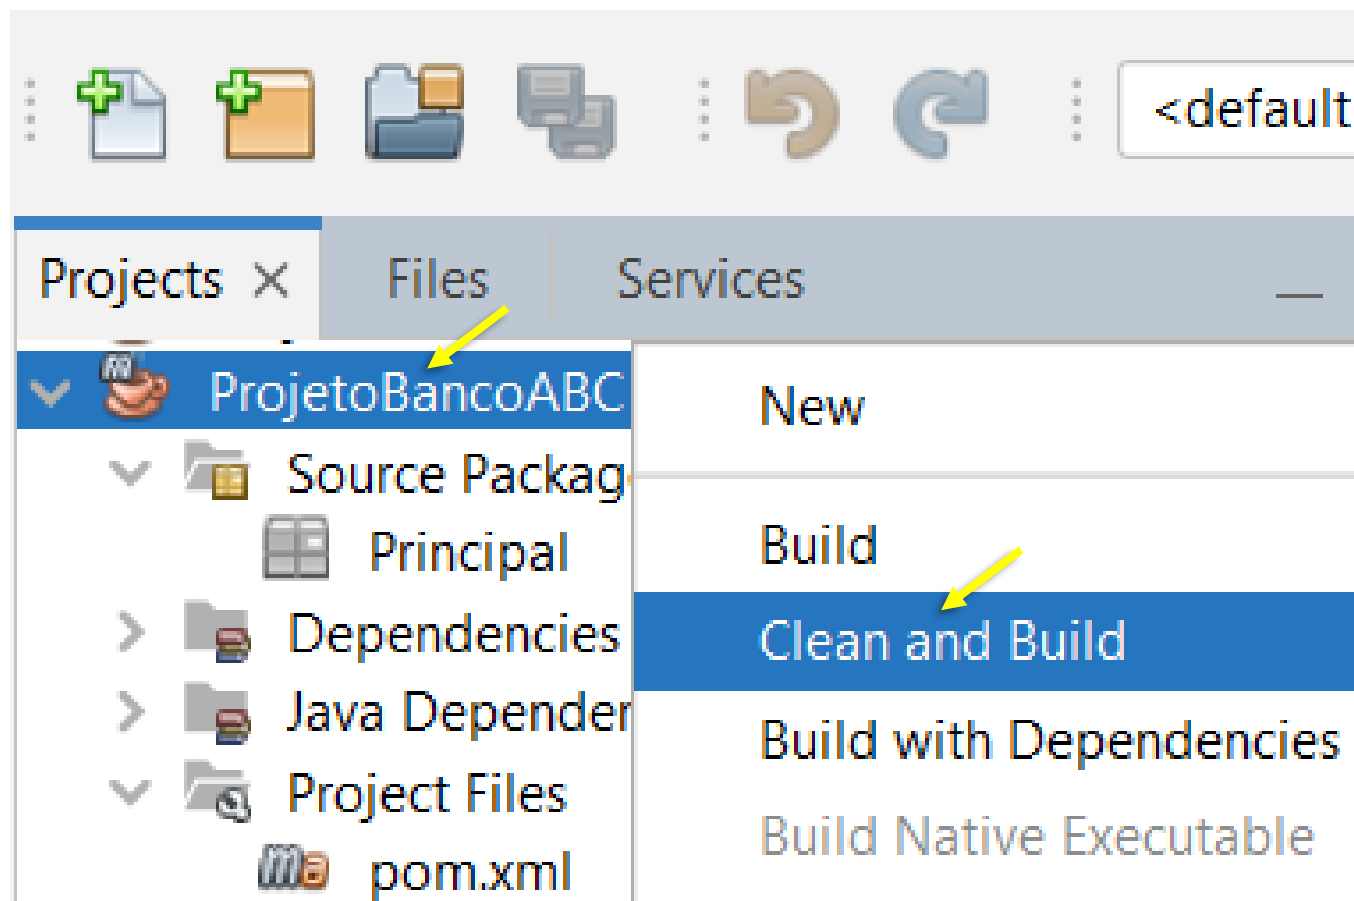 <default
Projects Files Services
ProjetoBancoABC
Source Packag
Principal
Dependencies
Java Depender
Project Files
pom.xml
New
Build
Clean and Build
Build with Dependencies
Build Native Executable